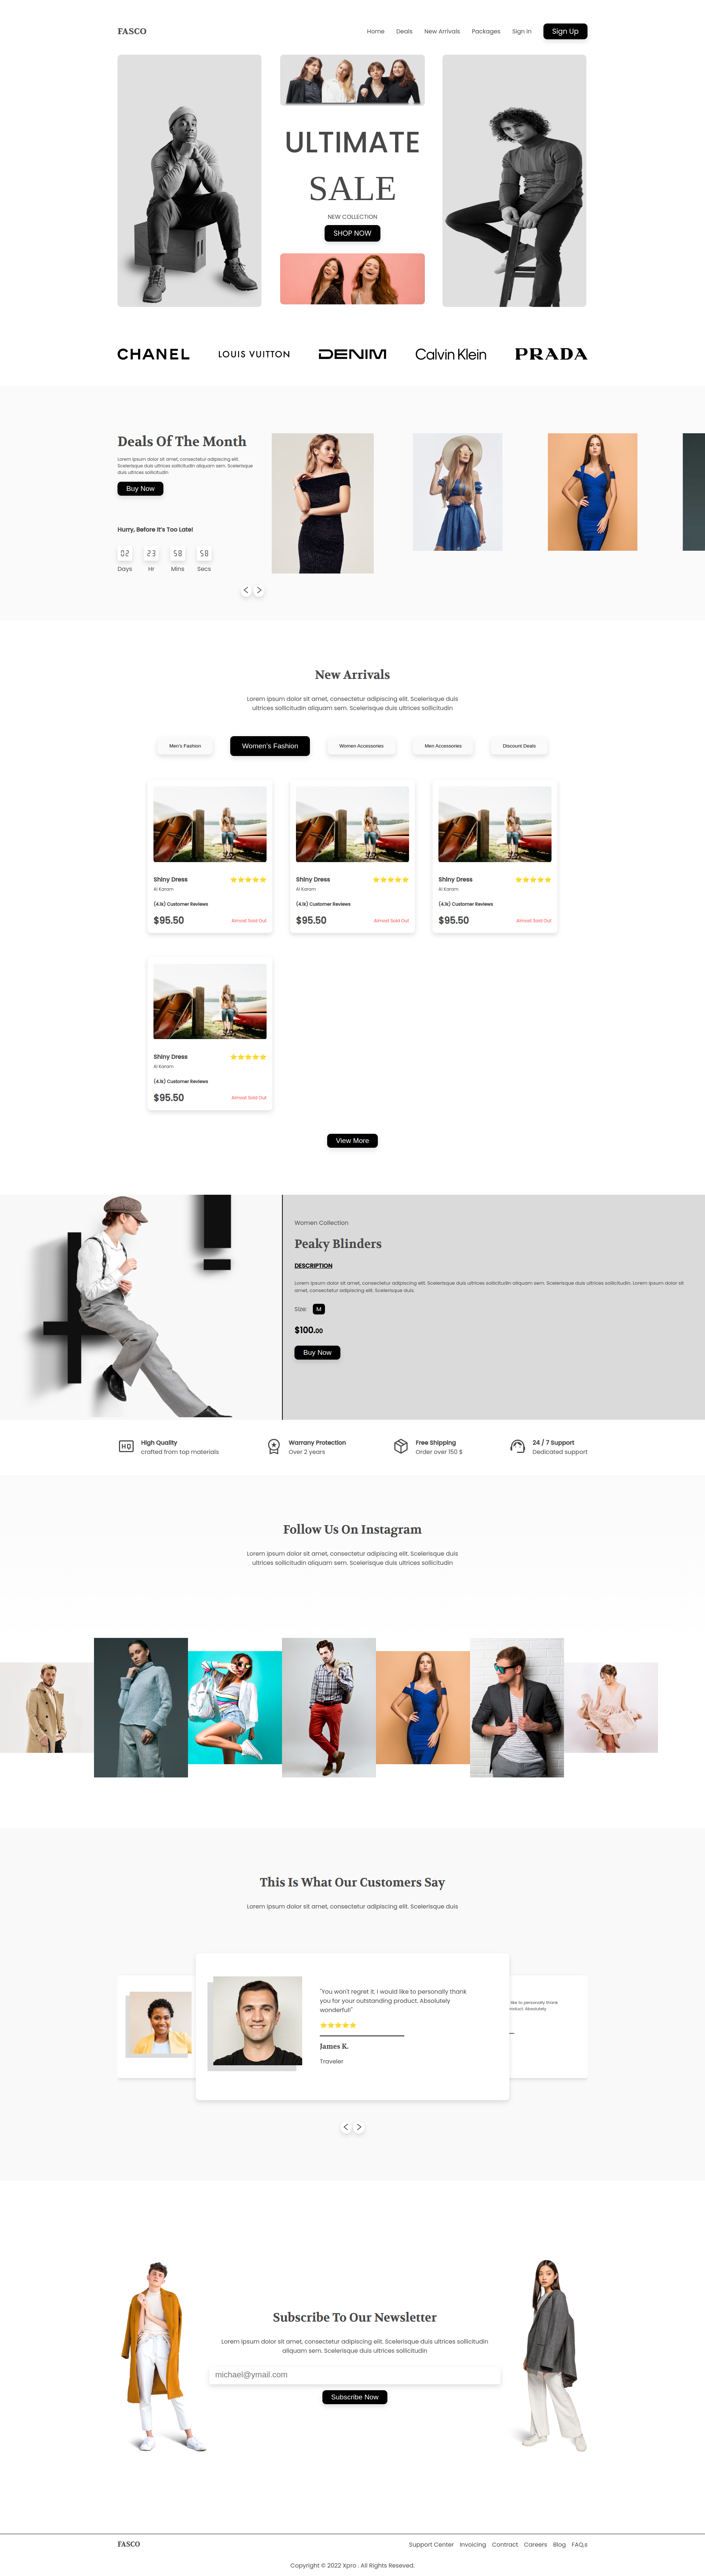 FASCO
Home Deals New Arrivals Packages Sign In Sign Up
ULTIMATE
SALE
NEW COLLECTION
SHOP NOW
CHANEL LOUIS VUITTON DENIM Calvin Klein PRADA
Deals Of The Month
Lorem ipsum dolor sit amet, consectetur adipiscing elit.
Scelerisque duis ultrices sollicitudin aliquam sem. Scelerisque
duis ultrices sollicitudin
Buy Now
Hurry, Before It's Too Late!
02 23 58 58
Days Hr Mins Secs
New Arrivals
Lorem ipsum dolor sit amet, consectetur adipiscing elit. Scelerisque duis
ultrices sollicitudin aliquam sem. Scelerisque duis ultrices sollicitudin
Men's Fashion Women's Fashion Women Accessories Men Accessories Discount Deals
Shiny Dress Shiny Dress Shiny Dress
Al Karam Al Karam Al Karam
(4.1k) Customer Reviews (4.1k) Customer Reviews (4.1k) Customer Reviews
$95.50 Almost Sold Out $95.50 Almost Sold Out $95.50 Almost Sold Out
Shiny Dress
Al Karam
(4.1k) Customer Reviews
$95.50 Almost Sold Out
View More
Women Collection
Peaky Blinders
DESCRIPTION
Lorem ipsum dolor sit amet, consectetur adipiscing elit. Scelerisque duis ultrices sollicitudin aliquam sem. Scelerisque duis ultrices sollicitudin. Lorem ipsum dolor sit
amet, consectetur adipiscing elit. Scelerisque duis.
Size: M
$100.00
Buy Now
HQ High Quality Warrany Protection Free Shipping 24 / 7 Support
crafted from top materials Over 2 years Order over 150 $ Dedicated support
Follow Us On Instagram
Lorem ipsum dolor sit amet, consectetur adipiscing elit. Scelerisque duis
ultrices sollicitudin aliquam sem. Scelerisque duis ultrices sollicitudin
This Is What Our Customers Say
Lorem ipsum dolor sit amet, consectetur adipiscing elit. Scelerisque duis
"You won't regret it. I would like to personally thank
you for your outstanding product. Absolutely
wonderful!"
James K.
Traveler
like to personally thank
roduct. Absolutely
Subscribe To Our Newsletter
Lorem ipsum dolor sit amet, consectetur adipiscing elit. Scelerisque duis ultrices sollicitudin
aliquam sem. Scelerisque duis ultrices sollicitudin
michael@ymail.com
Subscribe Now
FASCO
Support Center Invoicing Contract Careers Blog FAQ,s
Copyright © 2022 Xpro . All Rights Reseved.